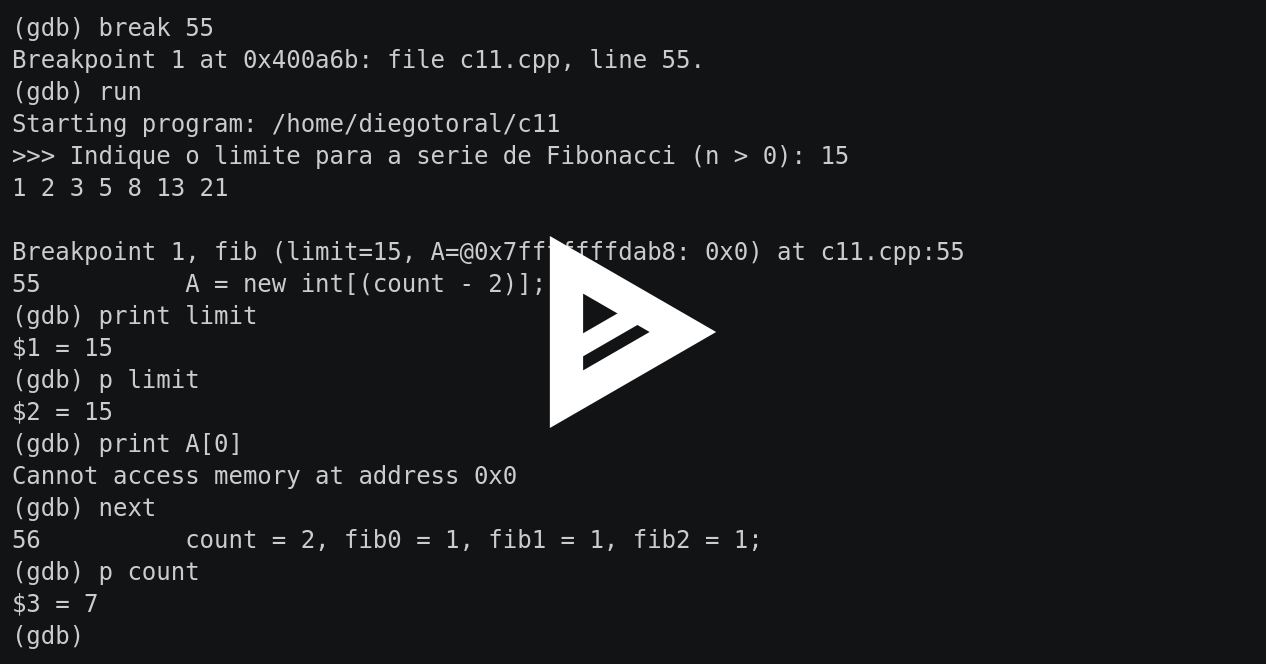 (gdb) break 55
Breakpoint 1 at 0x400a6b: file c11.cpp, line 55.
(gdb) run
Starting program: /home/diegotoral/c11
>>> Indique o limite para a serie de Fibonacci (n > 0): 15
1 2 3 5 8 13 21
Breakpoint 1, fib (limit=15, at c11.cpp:55
55          A = new int[(count - 2)];
(gdb) print limit
$1 = 15
(gdb) p limit
$2 = 15
(gdb) print A[0]
Cannot access memory at address 0x0
(gdb) next
56          count = 2, fib0 = 1, fib1 = 1, fib2 = 1;
(gdb) p count
$3 = 7
(gdb)